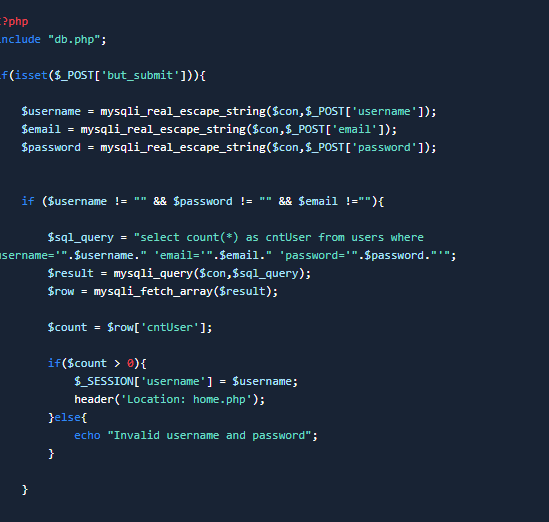 ?php
nclude "db.php";
f(isset($_POST['but_submit'])){
$username = mysqli_real_escape_string($con,$_POST['username']);
$email = mysqli_real_escape_string($con,$_POST['email']);
$password = mysqli_real_escape_string($con,$_POST['password']);
if ($username != "" && $password != "" && $email !=""){
$sql_query = "select count(*) as cntUser from users where
sername='".$username." 'email='".$email." 'password='".$password."'";
$result = mysqli_query($con,$sql_query);
$row = mysqli_fetch_array($result);
$count = $row['cntUser'];
if($count > 0){
$_SESSION['username'] = $username;
header('Location: home.php');
}else{
echo "Invalid username and password";
}
}